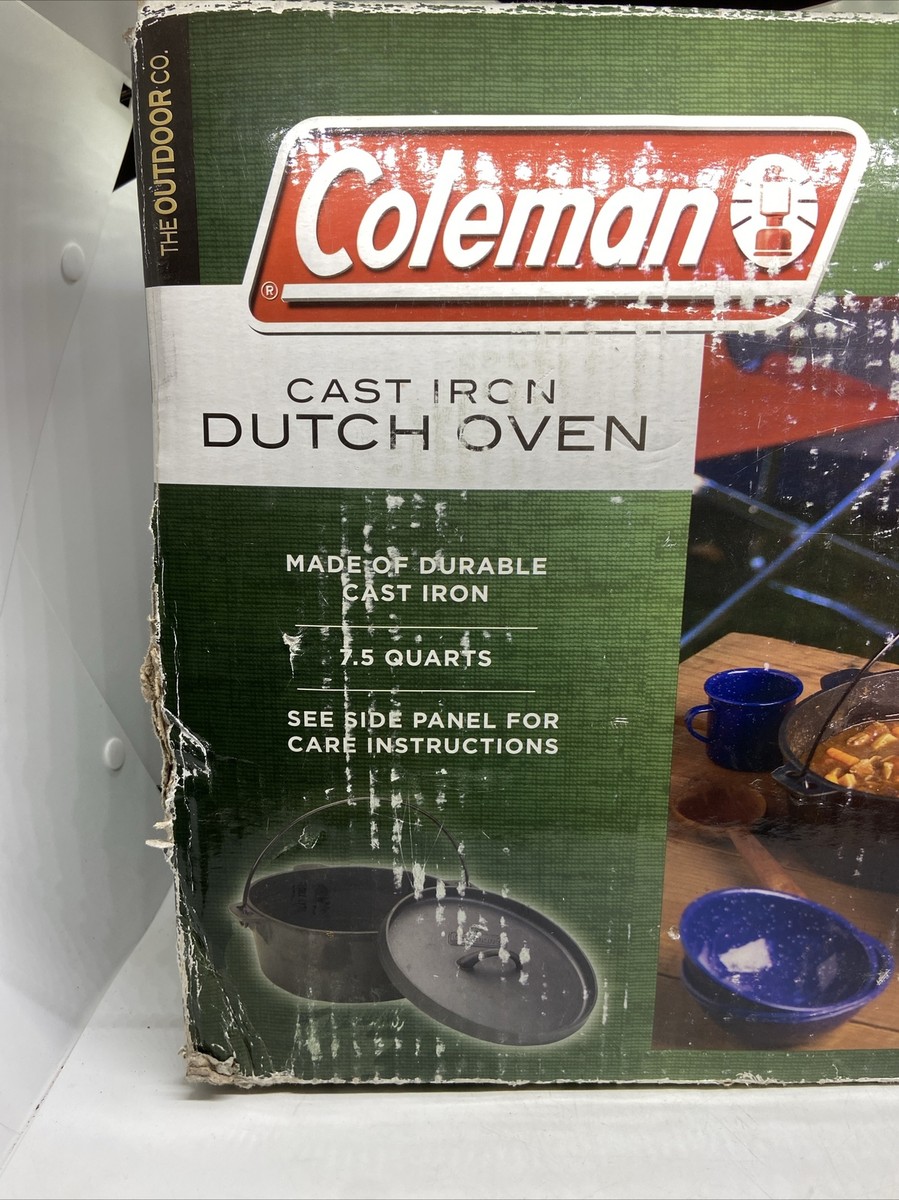 THE OUTDOOR CO.
Coleman
®
CAST IRON
DUTCH OVEN
MADE OF DURABLE
CAST IRON
7.5 QUARTS
SEE SIDE PANEL FOR
CARE INSTRUCTIONS
Coleman